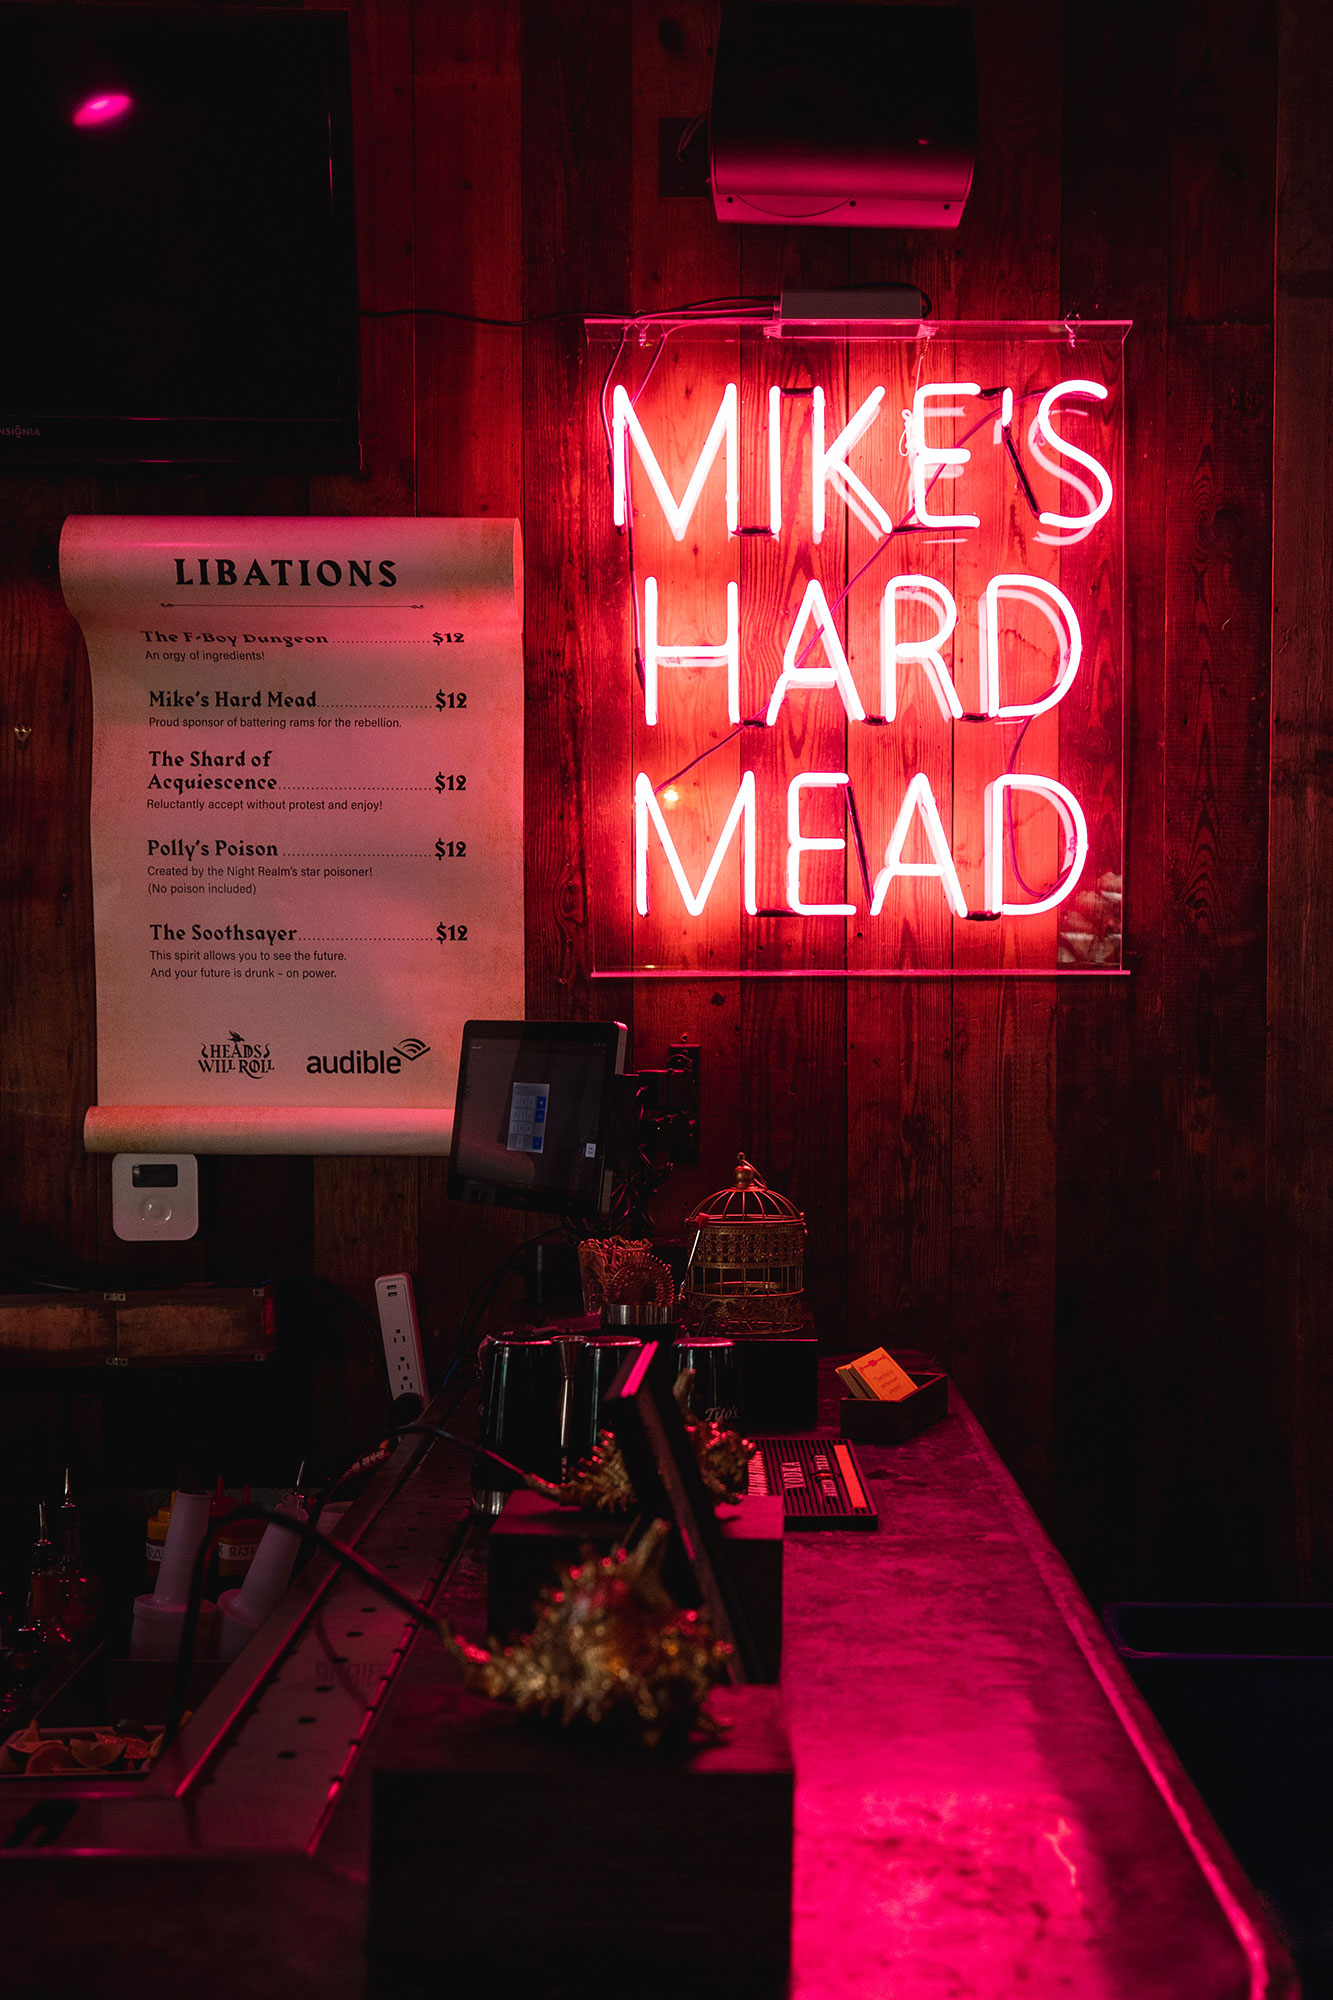 MIKE'S
HARD
MEAD
LIBATIONS
The F-Boy Dungeon........................$12
An orgy of ingredients!
Mike's Hard Mead........................$12
Proud sponsor of battering rams for the rebellion.
The Shard of
Acquiescence................................$12
Reluctantly accept without protest and enjoy!
Polly's Poison ................................$12
Created by the Night Realm's star poisoner!
(No poison included)
The Soothsayer............................$12
This spirit allows you to see the future.
And your future is drunk – on power.
HEADS
WILL ROLL
audible
INSIGNIA
VODKA
Tito's